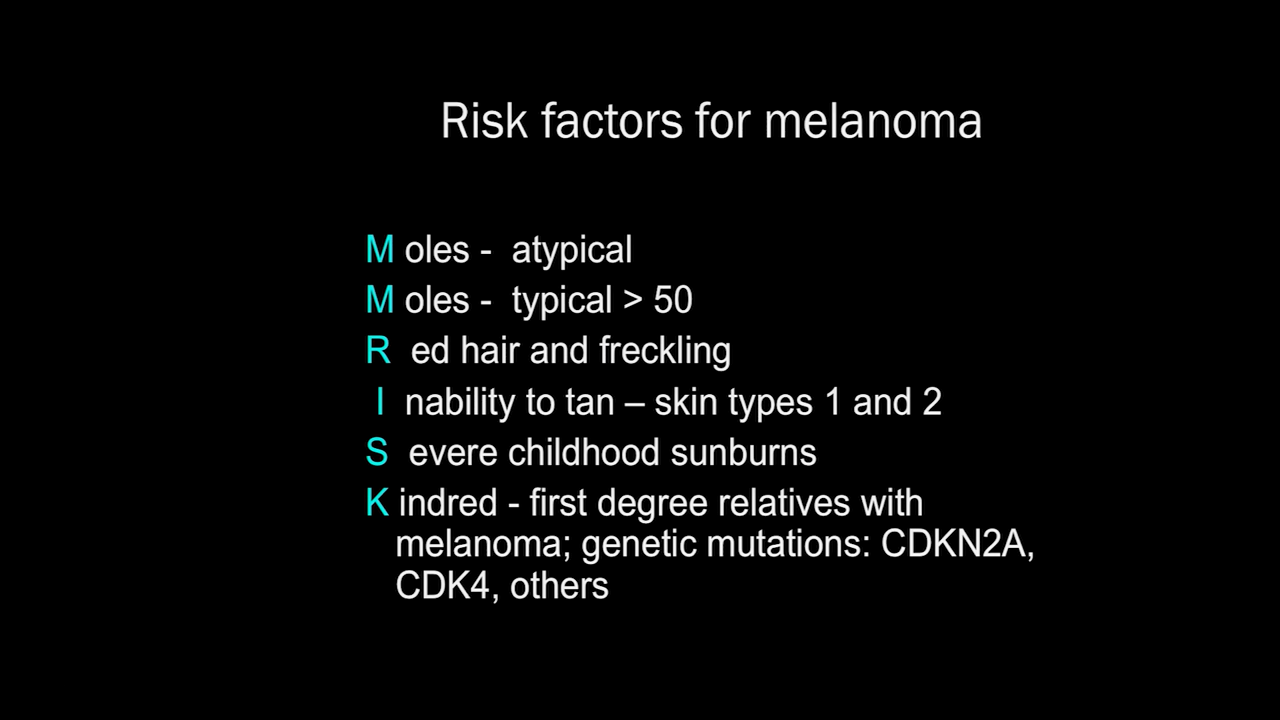 Risk factors for melanoma
M oles - atypical
M oles - typical > 50
R ed hair and freckling
I nability to tan – skin types 1 and 2
S evere childhood sunburns
K indred - first degree relatives with
melanoma; genetic mutations: CDKN2A,
CDK4, others